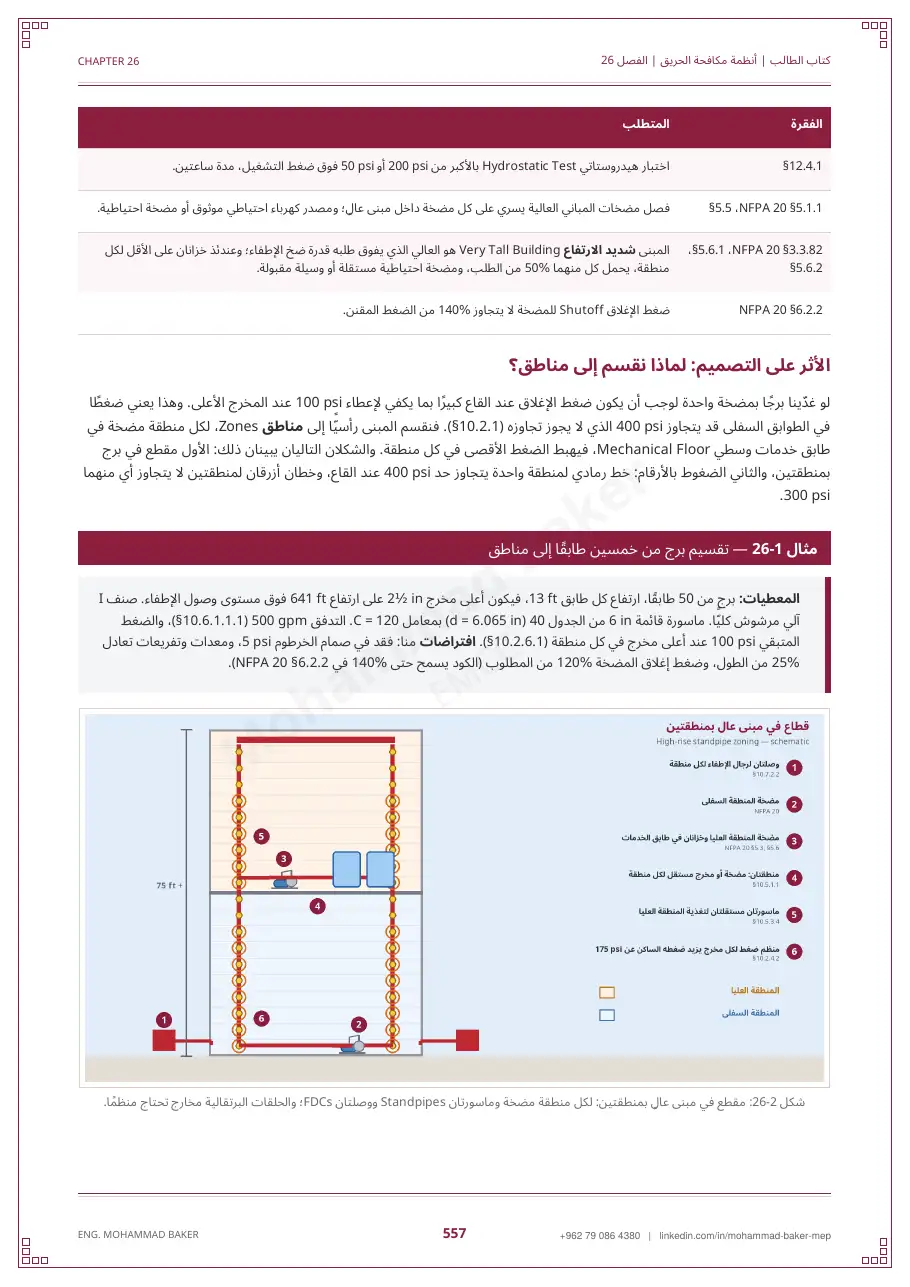 كتاب الطالب | أنظمة مكافحة الحريق | الفصل 26
CHAPTER 26
الفقرة
المتطلب
§12.4.1
اختبار هيدروستاتي Hydrostatic Test بالأكبر من 200 psi أو 50 psi فوق ضغط التشغيل، مدة ساعتين.
NFPA 20 §5.1.1، §5.5
فصل مضخات المباني العالية يسري على كل مضخة داخل مبنى عالٍ؛ ومصدر كهرباء احتياطي موثوق أو مضخة احتياطية.
NFPA 20 §3.3.82، §5.6.1،
§5.6.2
المبنى شديد الارتفاع Very Tall Building هو العالي الذي يفوق طلبه قدرة ضخ الإطفاء؛ وعندئذ خزانان على الأقل لكل
منطقة، يحمل كل منهما 50% من الطلب، ومضخة احتياطية مستقلة أو وسيلة مقبولة.
NFPA 20 §6.2.2
ضغط الإغلاق Shutoff للمضخة لا يتجاوز 140% من الضغط المقنن.
الأثر على التصميم: لماذا نقسم إلى مناطق؟
لو غذّينا برجًا بمضخة واحدة لوجب أن يكون ضغط الإغلاق عند القاع كبيرًا بما يكفي لإعطاء 100 psi عند المخرج الأعلى. وهذا يعني ضغطًا
في الطوابق السفلى قد يتجاوز 400 psi الذي لا يجوز تجاوزه (§10.2.1). فنقسم المبنى رأسيًّا إلى مناطق Zones، لكل منطقة مضخة في
طابق خدمات وسطي Mechanical Floor، فيهبط الضغط الأقصى في كل منطقة. والشكلان التاليان يبينان ذلك: الأول مقطع في برج
بمنطقتين، والثاني الضغوط بالأرقام: خط رمادي لمنطقة واحدة يتجاوز حد 400 psi عند القاع، وخطان أزرقان لمنطقتين لا يتجاوز أي منهما
300 psi.
مثال 1-26 — تقسيم برج من خمسين طابقًا إلى مناطق
المعطيات: برج من 50 طابقًا، ارتفاع كل طابق 13 ft، فيكون أعلى مخرج 2½ in على ارتفاع 641 ft فوق مستوى وصول الإطفاء. صنف I
آلي مرشوش كليًّا. ماسورة قائمة 6 in من الجدول 40 (d = 6.065 in) بمعامل C = 120. التدفق 500 gpm (§10.6.1.1.1)، والضغط
المتبقي 100 psi عند أعلى مخرج في كل منطقة (§10.2.6.1). افتراضات منا: فقد في صمام الخرطوم 5 psi، ومعدات وتفريعات تعادل
25% من الطول، وضغط إغلاق المضخة 120% من المطلوب (الكود يسمح حتى 140% في NFPA 20 §6.2.2).
قطاع في مبنى عال بمنطقتين
High-rise standpipe zoning — schematic
1 وصلتان لرجال الإطفاء لكل منطقة
§10.7.2.2
2 مضخة المنطقة السفلى
NFPA 20
3 مضخة المنطقة العليا وخزانان في طابق الخدمات
NFPA 20 §5.3, §5.6
4 منطقتان: مضخة أو مخرج مستقل لكل منطقة
§10.5.1.1
5 ماسورتان مستقلتان لتغذية المنطقة العليا
§10.5.3.4
6 منظم ضغط لكل مخرج يزيد ضغطه الساكن عن 175 psi
§10.2.4.2
المنطقة العليا
المنطقة السفلى
5
3
75 ft +
4
1
6
2
شكل 2-26: مقطع في مبنى عالٍ بمنطقتين: لكل منطقة مضخة وماسورتان Standpipes ووصلتان FDCs؛ والحلقات البرتقالية مخارج تحتاج منظمًا.
Mohammad Baker
ENG. MOHAMMAD BAKER
557
+962 79 086 4380 | linkedin.com/in/mohammad-baker-mep